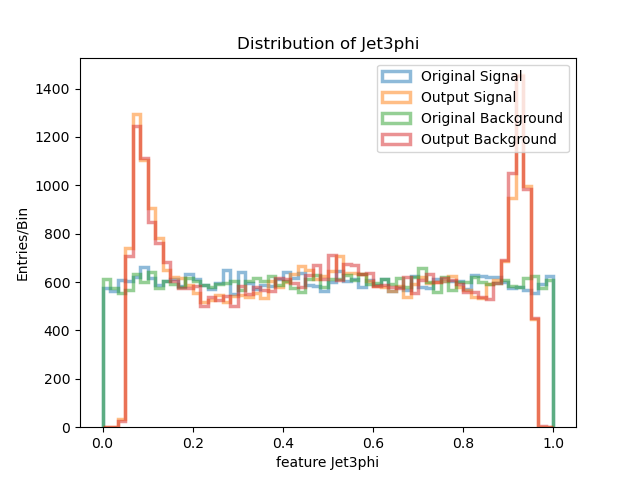 Distribution of Jet3phi
Original Signal
Output Signal
Original Background
Output Background
Entries/Bin
1400
1200
1000
800
600
400
200
0
0.0 0.2 0.4 0.6 0.8 1.0
feature Jet3phi